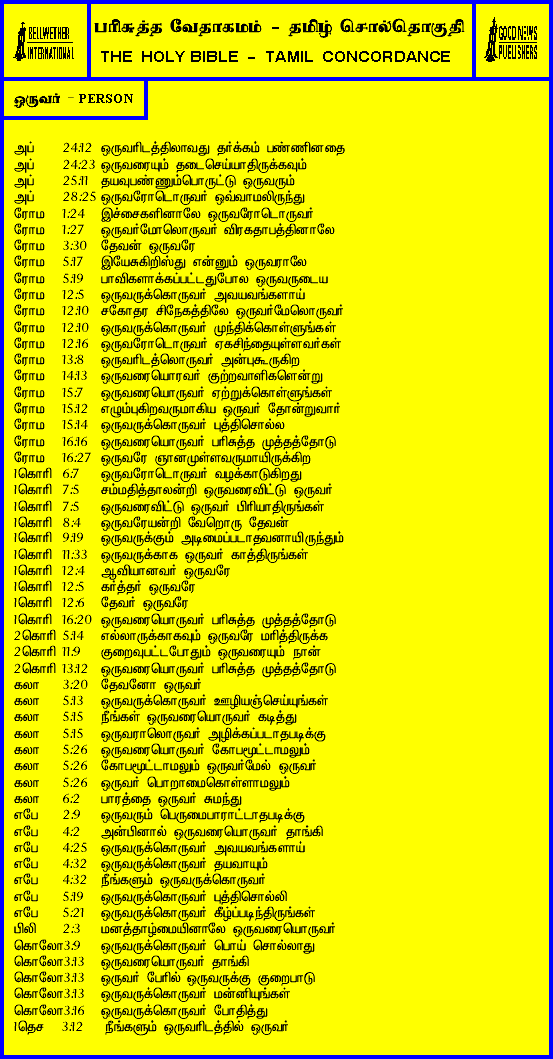 BELLWETHER
INTERNATIONAL
பரிசுத்த வேதாகமம் - தமிழ் சொல்தொகுதி
THE HOLY BIBLE - TAMIL CONCORDANCE
GOOD NEWS
PUBLISHERS
ஒருவர் - PERSON
அப் 24:12 ஒருவரிடத்திலாவது தர்க்கம் பண்ணினதை
அப் 24:23 ஒருவரையும் தடைசெய்யாதிருக்கவும்
அப் 25:11 தயவுபண்ணும்பொருட்டு ஒருவரும்
அப் 28:25 ஒருவரோடொருவர் ஒவ்வாமலிருந்து
ரோம 1:24 இச்சைகளினாலே ஒருவரோடொருவர்
ரோம 1:27 ஒருவர்மேலொருவர் விரகதாபத்தினாலே
ரோம 3:30 தேவன் ஒருவரே
ரோம 5:17 இயேசுகிறிஸ்து என்னும் ஒருவராலே
ரோம 5:19 பாவிகளாக்கப்பட்டதுபோல ஒருவருடைய
ரோம 12:5 ஒருவருக்கொருவர் அவயவங்களாய்
ரோம 12:10 சகோதர சிநேகத்திலே ஒருவர்மேலொருவர்
ரோம 12:10 ஒருவருக்கொருவர் முந்திக்கொள்ளுங்கள்
ரோம 12:16 ஒருவரோடொருவர் ஏகசிந்தையுள்ளவர்கள்
ரோம 13:8 ஒருவரிடத்லொருவர் அன்புகூருகிற
ரோம 14:13 ஒருவரையொரவர் குற்றவாளிகளென்று
ரோம 15:7 ஒருவரையொருவர் ஏற்றுக்கொள்ளுங்கள்
ரோம 15:12 எழும்புகிறவருமாகிய ஒருவர் தோன்றுவார்
ரோம 15:14 ஒருவருக்கொருவர் புத்திசொல்ல
ரோம 16:16 ஒருவரையொருவர் பரிசுத்த முத்தத்தோடு
ரோம 16:27 ஒருவரே ஞானமுள்ளவருமாயிருக்கிற
1கொரி 6:7 ஒருவரோடொருவர் வழக்காடுகிறது
1கொரி 7:5 சம்மதித்தாலன்றி ஒருவரைவிட்டு ஒருவர்
1கொரி 7:5 ஒருவரைவிட்டு ஒருவர் பிரியாதிருங்கள்
1கொரி 8:4 ஒருவரேயன்றி வேறொரு தேவன்
1கொரி 9:19 ஒருவருக்கும் அடிமைப்படாதவனாயிருந்தும்
1கொரி 11:33 ஒருவருக்காக ஒருவர் காத்திருங்கள்
1கொரி 12:4 ஆவியானவர் ஒருவரே
1கொரி 12:5 கர்த்தர் ஒருவரே
1கொரி 12:6 தேவர் ஒருவரே
1கொரி 16:20 ஒருவரையொருவர் பரிசுத்த முத்தத்தோடு
2கொரி 5:14 எல்லாருக்காகவும் ஒருவரே மரித்திருக்க
2கொரி 11:9 குறைவுபட்டபோதும் ஒருவரையும் நான்
2கொரி 13:12 ஒருவரையொருவர் பரிசுத்த முத்தத்தோடு
கலா 3:20 தேவனோ ஒருவர்
கலா 5:13 ஒருவருக்கொருவர் ஊழியஞ்செய்யுங்கள்
கலா 5:15 நீங்கள் ஒருவரையொருவர் கடித்து
கலா 5:15 ஒருவராலொருவர் அழிக்கப்படாதபடிக்கு
கலா 5:26 ஒருவரையொருவர் கோபமூட்டாமலும்
கலா 5:26 கோபமூட்டாமலும் ஒருவர்மேல் ஒருவர்
கலா 5:26 ஒருவர் பொறாமைகொள்ளாமலும்
கலா 6:2 பாரத்தை ஒருவர் சுமந்து
எபே 2:9 ஒருவரும் பெருமைபாராட்டாதபடிக்கு
எபே 4:2 அன்பினால் ஒருவரையொருவர் தாங்கி
எபே 4:25 ஒருவருக்கொருவர் அவயவங்களாய்
எபே 4:32 ஒருவருக்கொருவர் தயவாயும்
எபே 4:32 நீங்களும் ஒருவருக்கொருவர்
எபே 5:19 ஒருவருக்கொருவர் புத்திசொல்லி
எபே 5:21 ஒருவருக்கொருவர் கீழ்ப்படிந்திருங்கள்
பிலி 2:3 மனத்தாழ்மையினாலே ஒருவரையொருவர்
கொலோ3:9 ஒருவருக்கொருவர் பொய் சொல்லாது
கொலோ3:13 ஒருவரையொருவர் தாங்கி
கொலோ3:13 ஒருவர் பேரில் ஒருவருக்கு குறைபாடு
கொலோ3:13 ஒருவருக்கொருவர் மன்னியுங்கள்
கொலோ3:16 ஒருவருக்கொருவர் போதித்து
1தெச 3:12 நீங்களும் ஒருவரிடத்தில் ஒருவர்